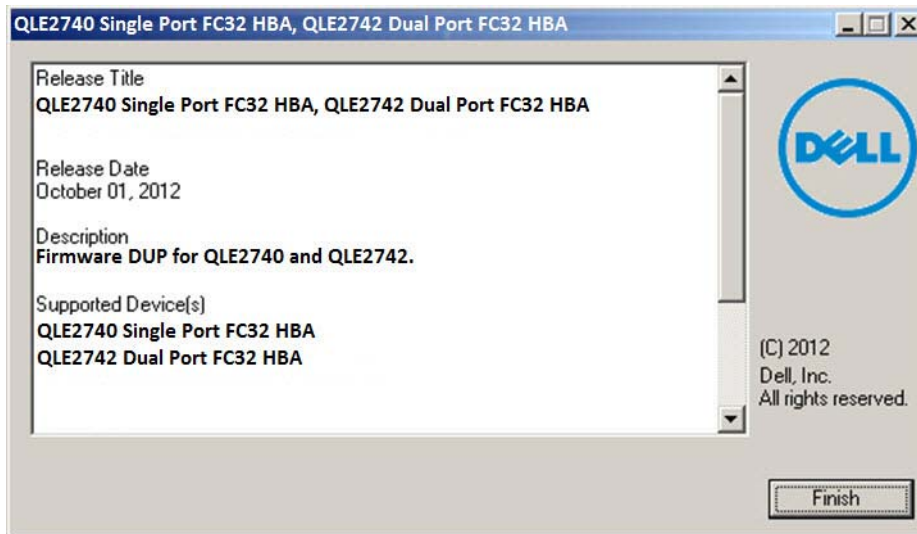 QLE2740 Single Port FC32 HBA, QLE2742 Dual Port FC32 HBA
Release Title
QLE2740 Single Port FC32 HBA, QLE2742 Dual Port FC32 HBA
Release Date
October 01, 2012
Description
Firmware DUP for QLE2740 and QLE2742.
Supported Device(s)
QLE2740 Single Port FC32 HBA
QLE2742 Dual Port FC32 HBA
DELL
(C) 2012
Dell, Inc.
All rights reserved.
Finish